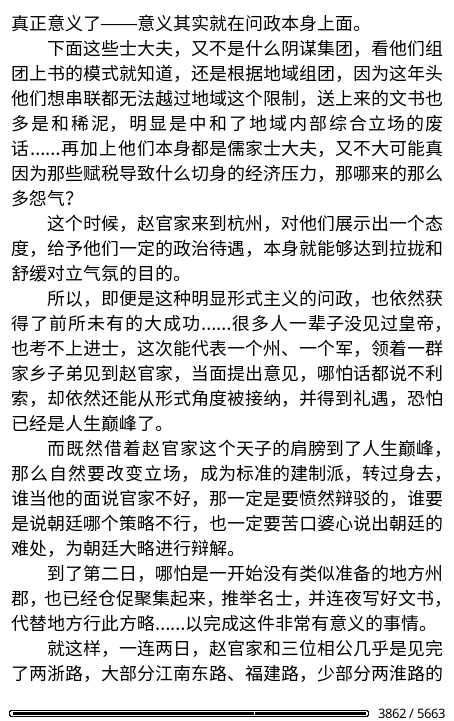 真正意义了——意义其实就在问政本身上面。
下面这些士大夫，又不是什么阴谋集团，看他们组
团上书的模式就知道，还是根据地域组团，因为这年头
他们想串联都无法越过地域这个限制，送上来的文书也
多是和稀泥，明显是中和了地域内部综合立场的废
话……再加上他们本身都是儒家士大夫，又不大可能真
因为那些赋税导致什么切身的经济压力，那哪来的那么
多怨气？
这个时候，赵官家来到杭州，对他们展示出一个态
度，给予他们一定的政治待遇，本身就能够达到拉拢和
舒缓对立气氛的目的。
所以，即便是这种明显形式主义的问政，也依然获
得了前所未有的大成功……很多人一辈子没见过皇帝，
也考不上进士，这次能代表一个州、一个军，领着一群
家乡子弟见到赵官家，当面提出意见，哪怕话都说不利
索，却依然还能从形式角度被接纳，并得到礼遇，恐怕
已经是人生巅峰了。
而既然借着赵官家这个天子的肩膀到了人生巅峰，
那么自然要改变立场，成为标准的建制派，转过身去，
谁当他的面说官家不好，那一定是要愤然辩驳的，谁要
是说朝廷哪个策略不行，也一定要苦口婆心说出朝廷的
难处，为朝廷大略进行辩解。
到了第二日，哪怕是一开始没有类似准备的地方州
郡，也已经仓促聚集起来，推举名士，并连夜写好文书，
代替地方行此方略……以完成这件非常有意义的事情。
就这样，一连两日，赵官家和三位相公几乎是见完
了两浙路，大部分江南东路、福建路，少部分两淮路的
3862 / 5663